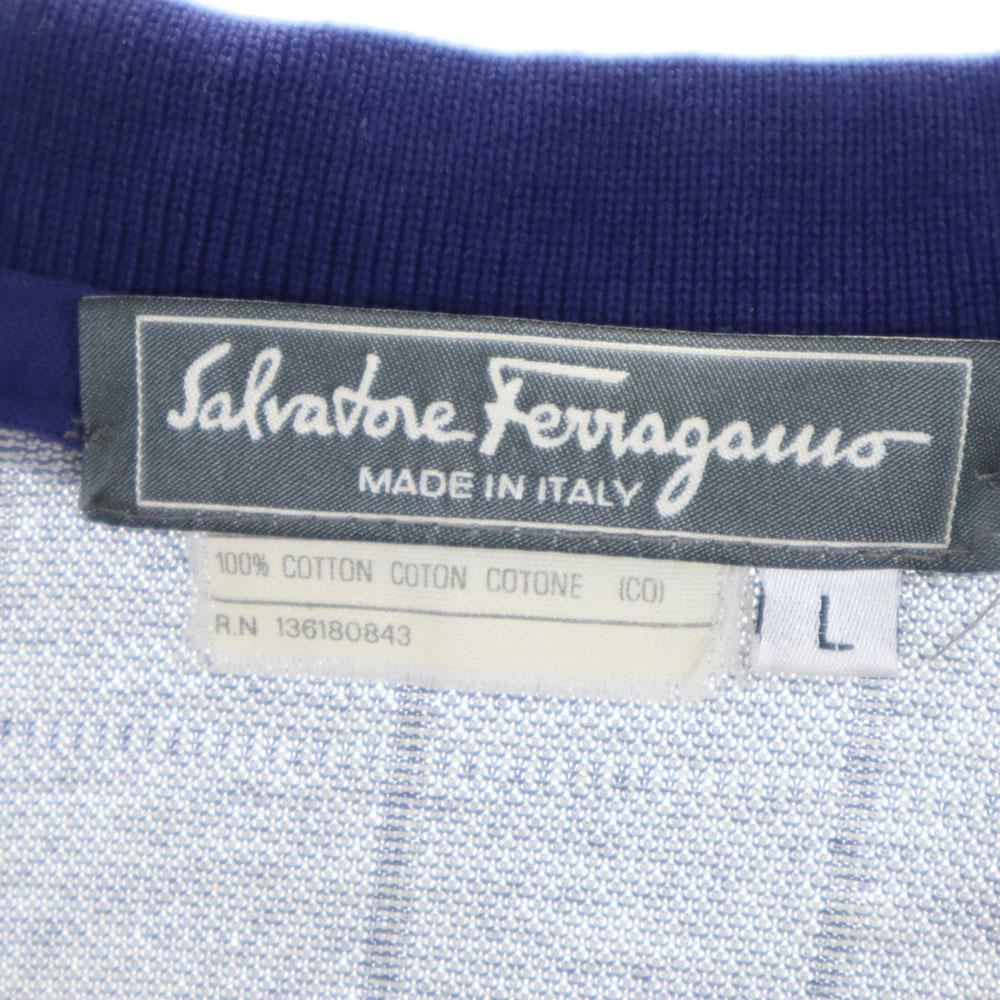 Salvatore Ferragamo
MADE IN ITALY
100% COTTON COTON COTONE (CO)
R.N 136180843
L